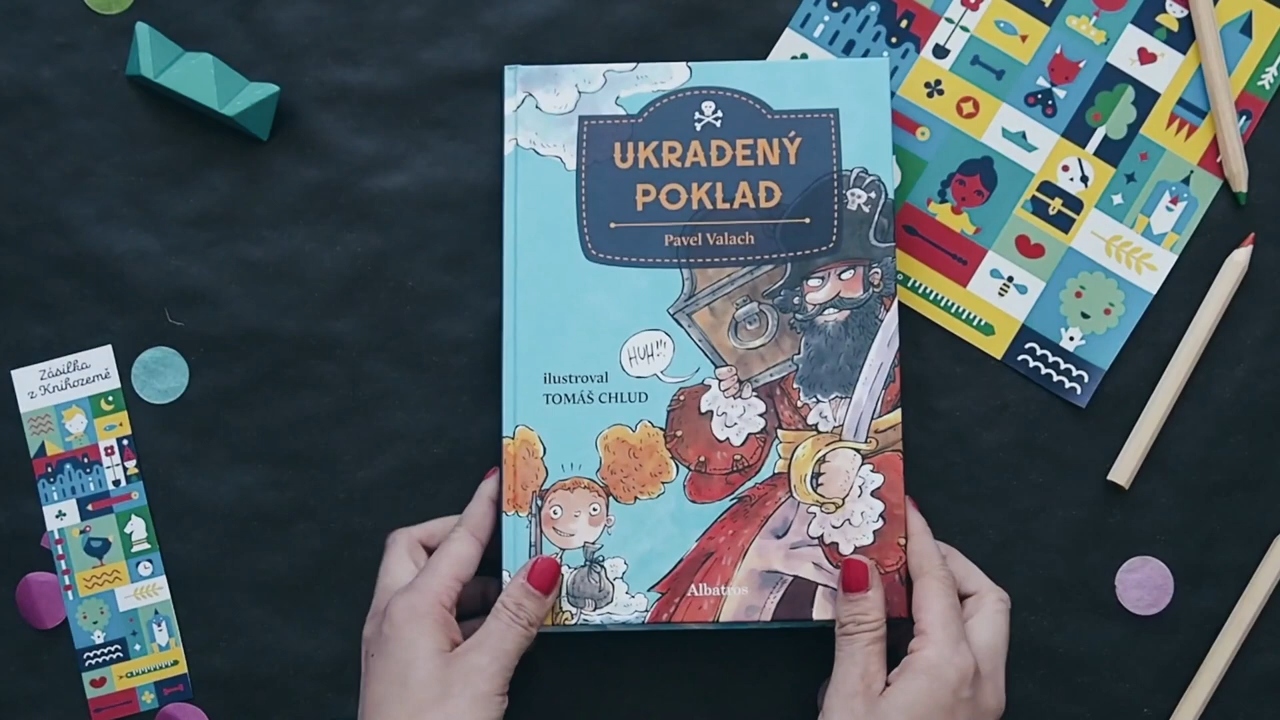 UKRADENÝ
POKLAD
Pavel Valach
HUH!!!
ilustroval
TOMÁŠ CHLUD
Albatros
Zásilka
z Knihozemě